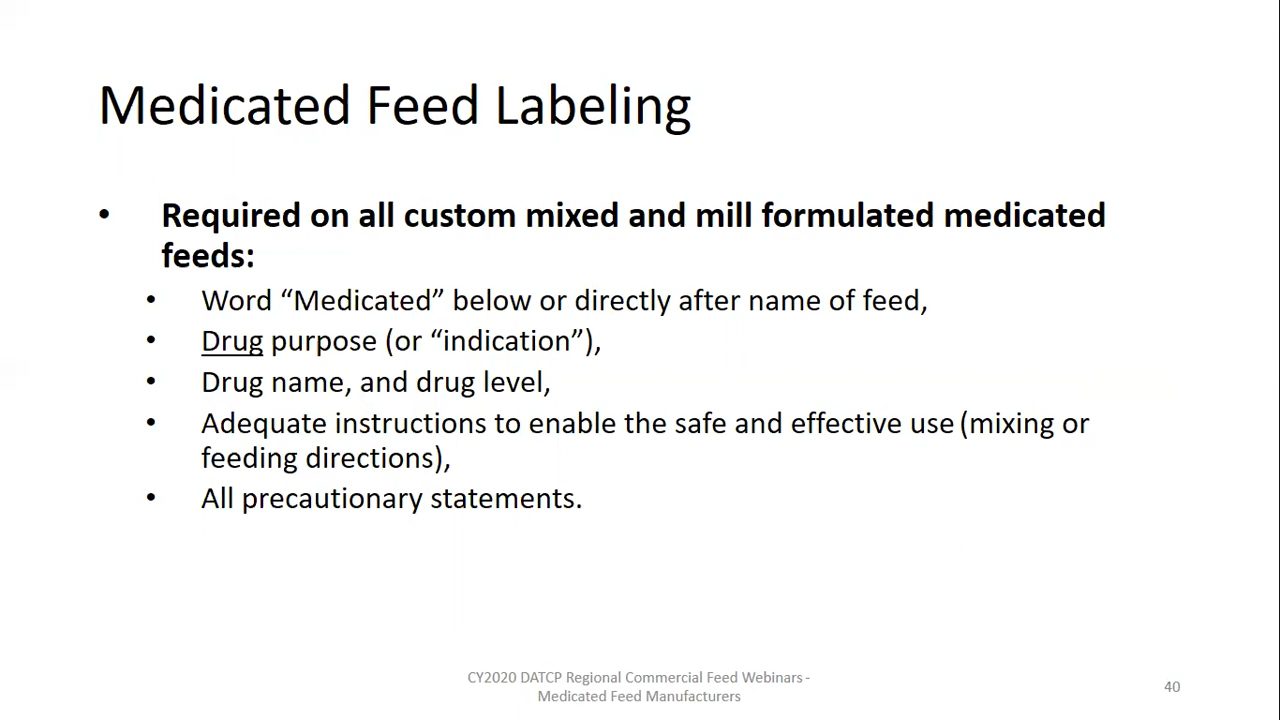 Medicated Feed Labeling
• Required on all custom mixed and mill formulated medicated
feeds:
• Word “Medicated” below or directly after name of feed,
• Drug purpose (or “indication”),
• Drug name, and drug level,
• Adequate instructions to enable the safe and effective use (mixing or
feeding directions),
• All precautionary statements.
CY2020 DATCP Regional Commercial Feed Webinars -
Medicated Feed Manufacturers
40